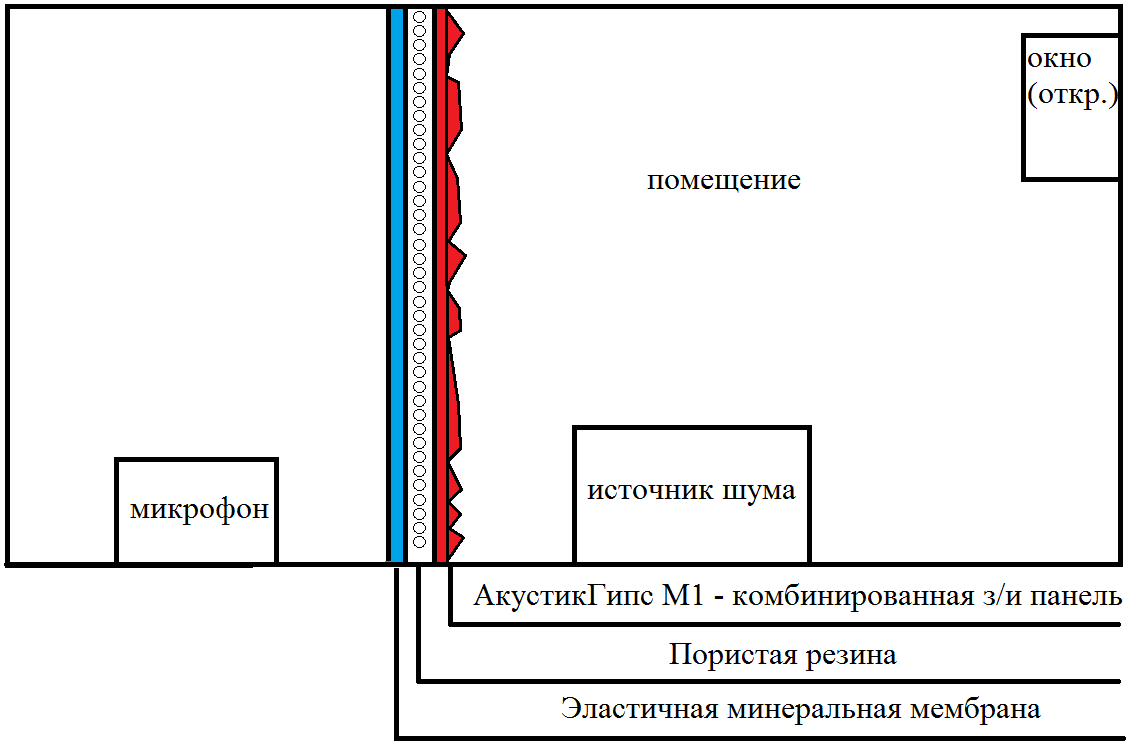 окно
(откр.)
помещение
источник шума
микрофон
АкустикГипс М1 - комбинированная з/и панель
Пористая резина
Эластичная минеральная мембрана